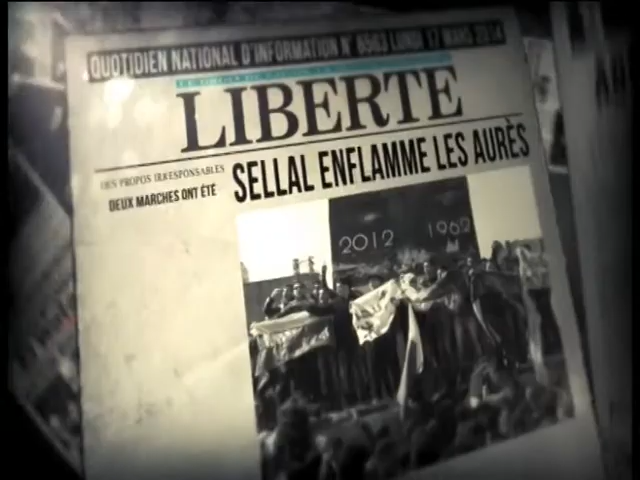 QUOTIDIEN NATIONAL D'INFORMATION N° 6563 LUNDI 17 MARS 2014
LIBERTE
DES PROPOS IRRESPONSABLES
DEUX MARCHES ONT ÉTÉ
SELLAL ENFLAMME LES AURÈS
2012
1962